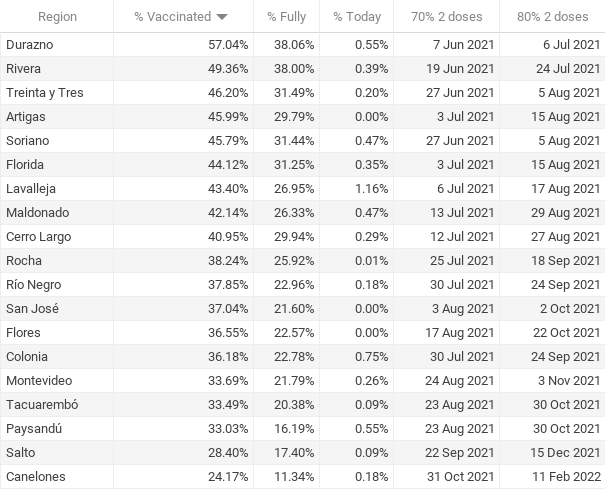 Region % Vaccinated % Fully % Today 70% 2 doses 80% 2 doses
Durazno 57.04% 38.06% 0.55% 7 Jun 2021 6 Jul 2021
Rivera 49.36% 38.00% 0.39% 19 Jun 2021 24 Jul 2021
Treinta y Tres 46.20% 31.49% 0.20% 27 Jun 2021 5 Aug 2021
Artigas 45.99% 29.79% 0.00% 3 Jul 2021 15 Aug 2021
Soriano 45.79% 31.44% 0.47% 27 Jun 2021 5 Aug 2021
Florida 44.12% 31.25% 0.35% 3 Jul 2021 15 Aug 2021
Lavalleja 43.40% 26.95% 1.16% 6 Jul 2021 17 Aug 2021
Maldonado 42.14% 26.33% 0.47% 13 Jul 2021 29 Aug 2021
Cerro Largo 40.95% 29.94% 0.29% 12 Jul 2021 27 Aug 2021
Rocha 38.24% 25.92% 0.01% 25 Jul 2021 18 Sep 2021
Río Negro 37.85% 22.96% 0.18% 30 Jul 2021 24 Sep 2021
San José 37.04% 21.60% 0.00% 3 Aug 2021 2 Oct 2021
Flores 36.55% 22.57% 0.00% 17 Aug 2021 22 Oct 2021
Colonia 36.18% 22.78% 0.75% 30 Jul 2021 24 Sep 2021
Montevideo 33.69% 21.79% 0.26% 24 Aug 2021 3 Nov 2021
Tacuarembó 33.49% 20.38% 0.09% 23 Aug 2021 30 Oct 2021
Paysandú 33.03% 16.19% 0.55% 23 Aug 2021 30 Oct 2021
Salto 28.40% 17.40% 0.09% 22 Sep 2021 15 Dec 2021
Canelones 24.17% 11.34% 0.18% 31 Oct 2021 11 Feb 2022